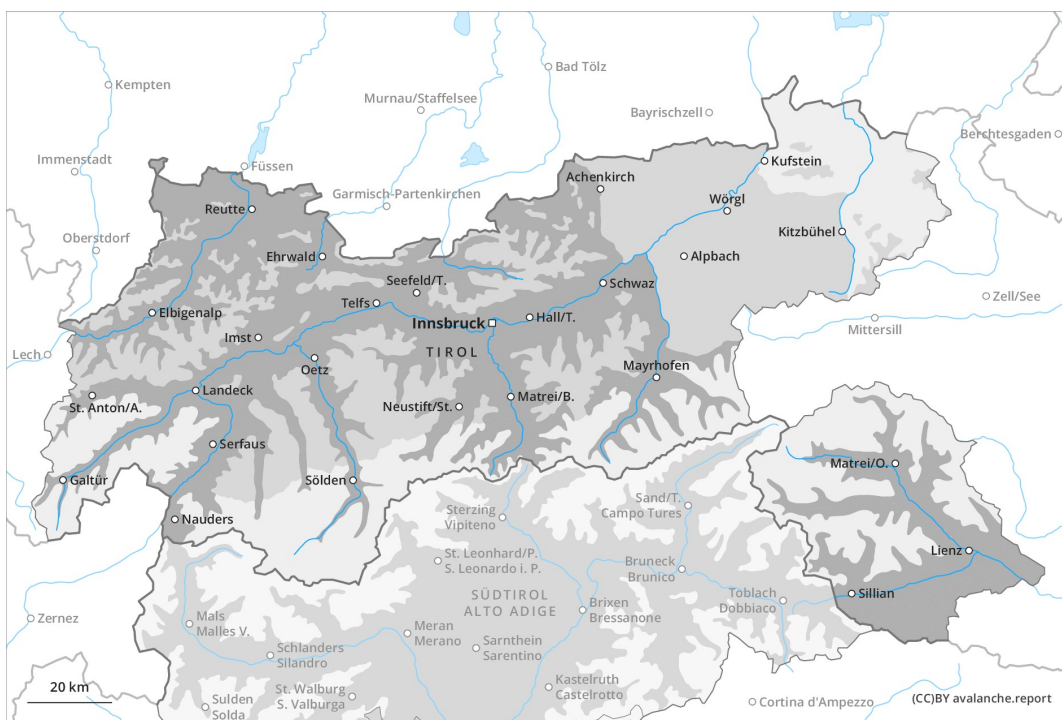 Kempten
Bad Tölz
Murnau/Staffelsee
Bayrischzell
Berchtesgaden
Immenstadt
Füssen
Kufstein
Garmisch-Partenkirchen
Achenkirch
Reutte
Wörgl
Oberstdorf
Kitzbühel
Ehrwald
Alpbach
Seefeld/T.
Schwaz
Zell/See
Telfs
Elbigenalp
Innsbruck
Hall/T.
Mittersill
Imst
TIROL
Lech
Oetz
Mayrhofen
Landeck
Matrei/B.
St. Anton/A.
Neustift/St.
Serfaus
Matrei/O.
Galtür
Sölden
Sand/T.
Campo Tures
Sterzing
Vipiteno
Nauders
Lienz
St. Leonhard/P.
S. Leonardo i. P.
Bruneck
Brunico
SÜDTIROL
ALTO ADIGE
Toblach
Dobbiaco
Sillian
Brixen
Bressanone
Zernez
Mals
Malles V.
Meran
Merano
Sarnthein
Sarentino
Schlanders
Silandro
Kastelruth
Castelrotto
20 km
St. Walburg
S. Valburga
Sulden
Solda
Cortina d'Ampezzo
(CC)BY avalanche.report